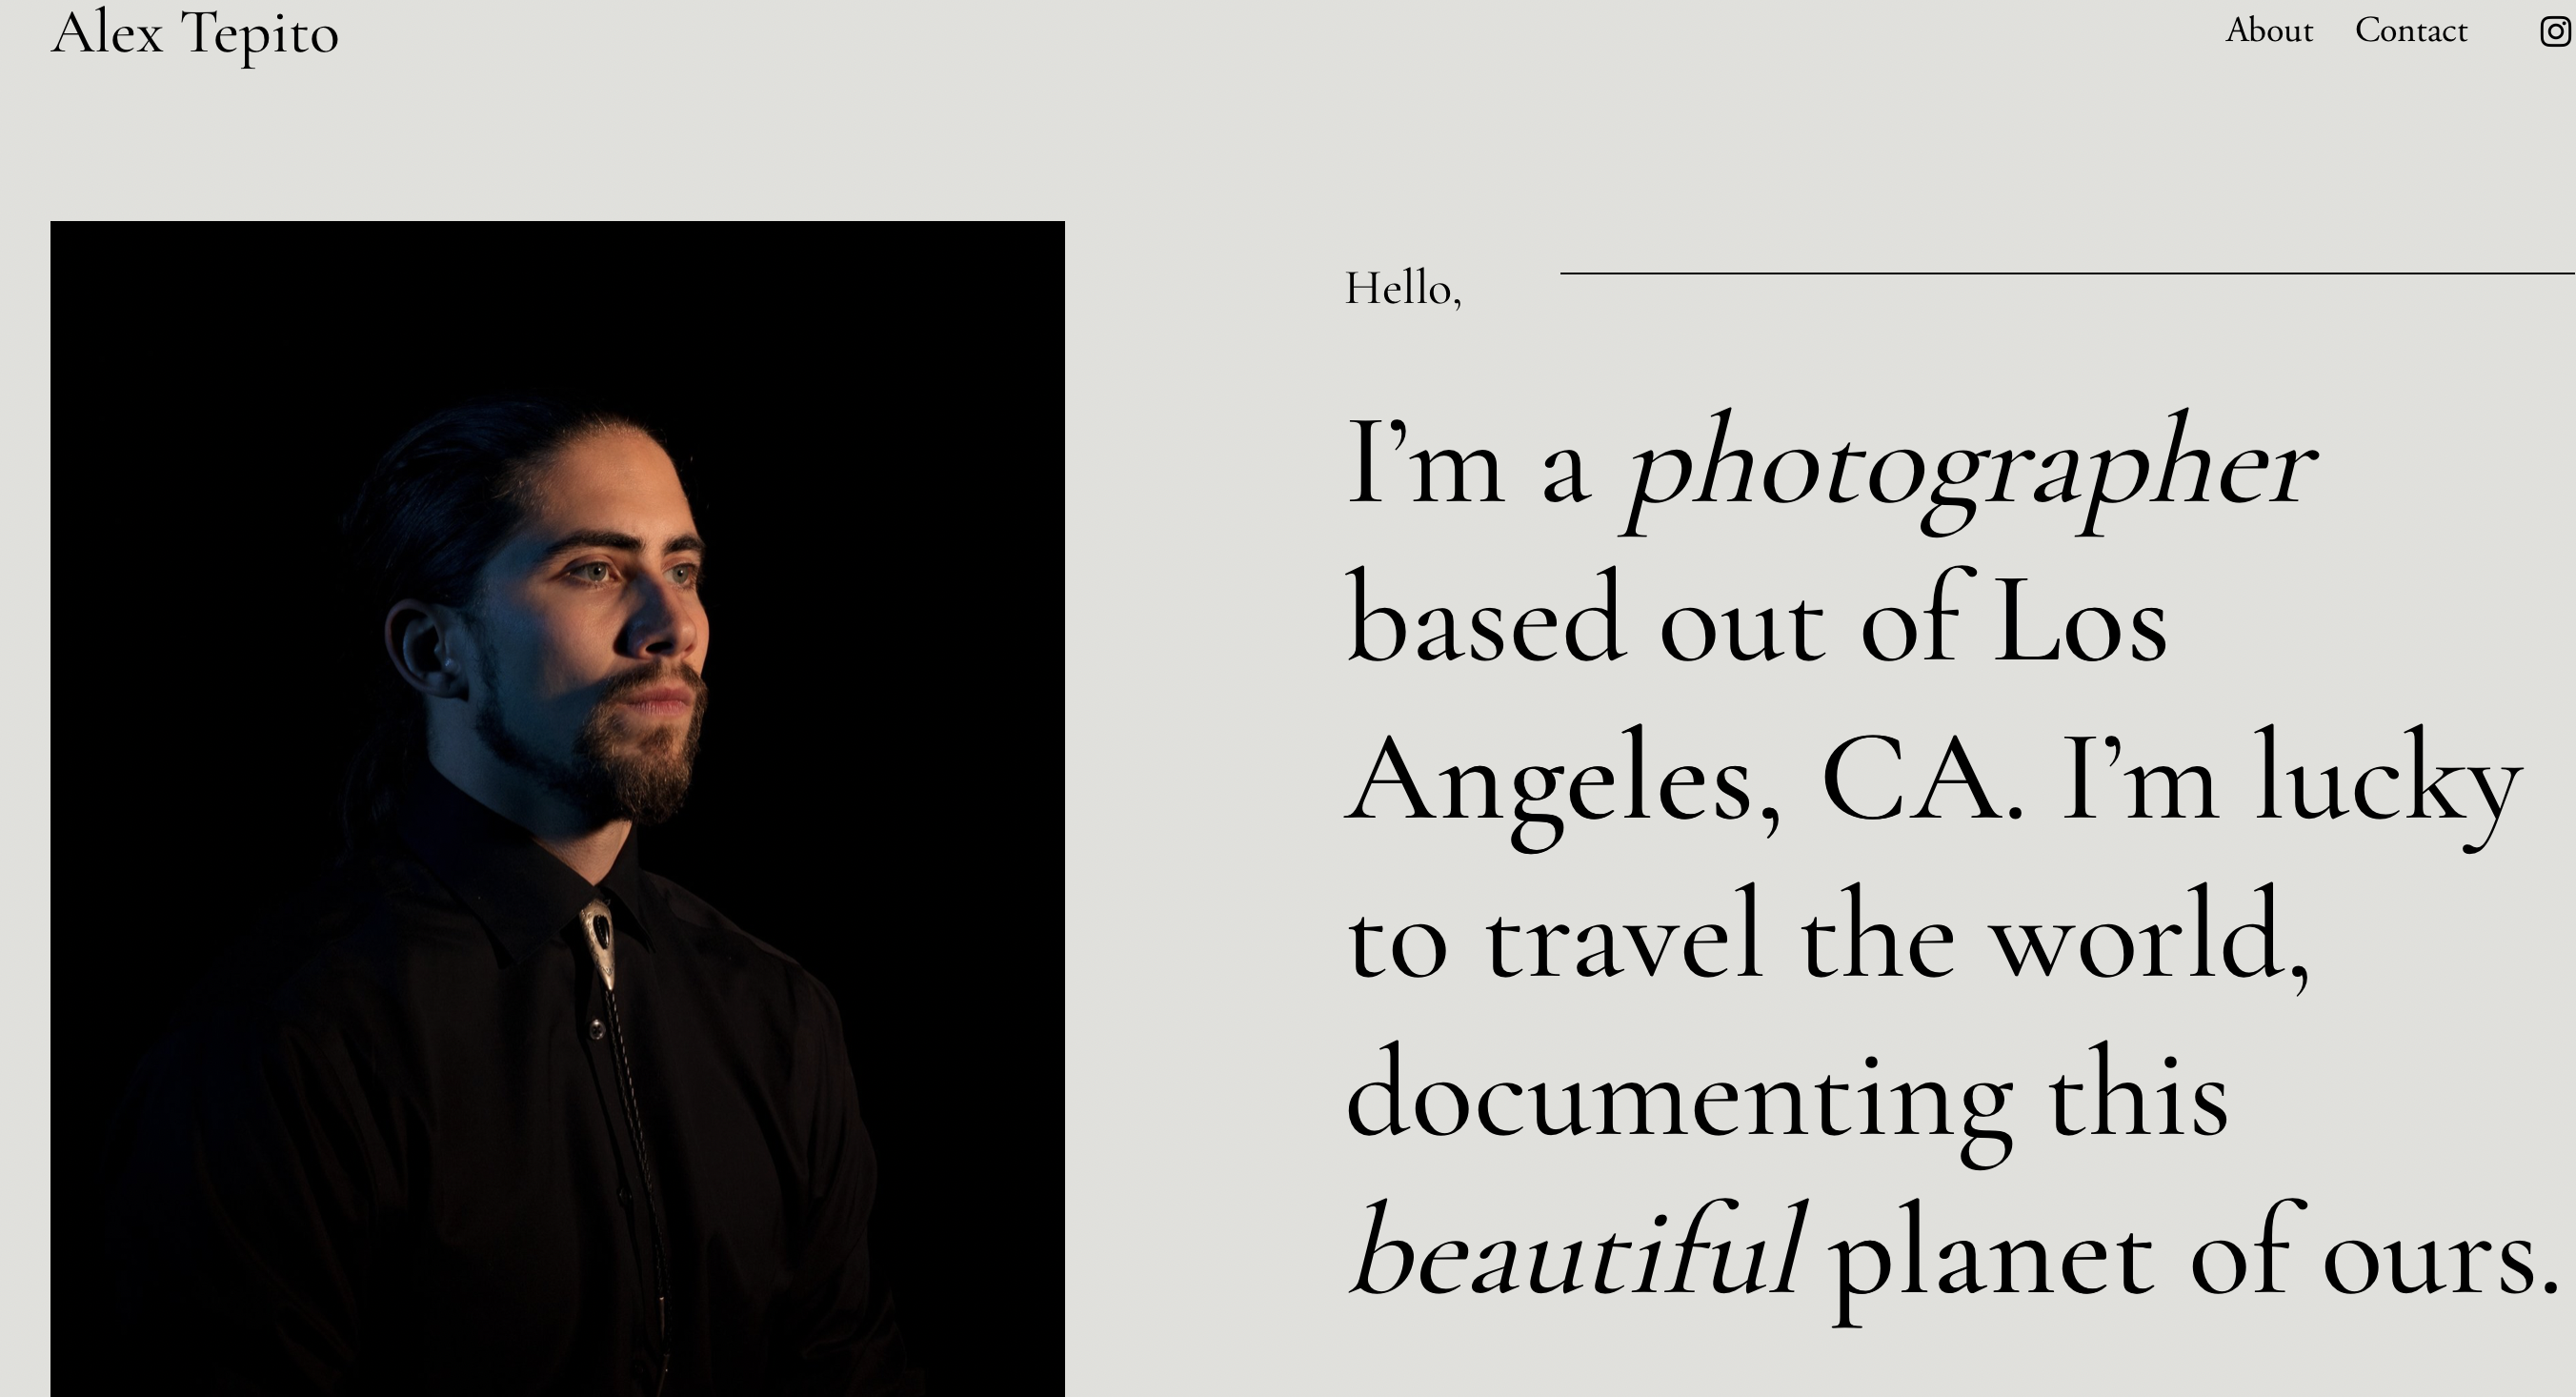 Alex Tepito
About Contact
Hello,
I’m a photographer
based out of Los
Angeles, CA. I’m lucky
to travel the world,
documenting this
beautiful planet of ours.